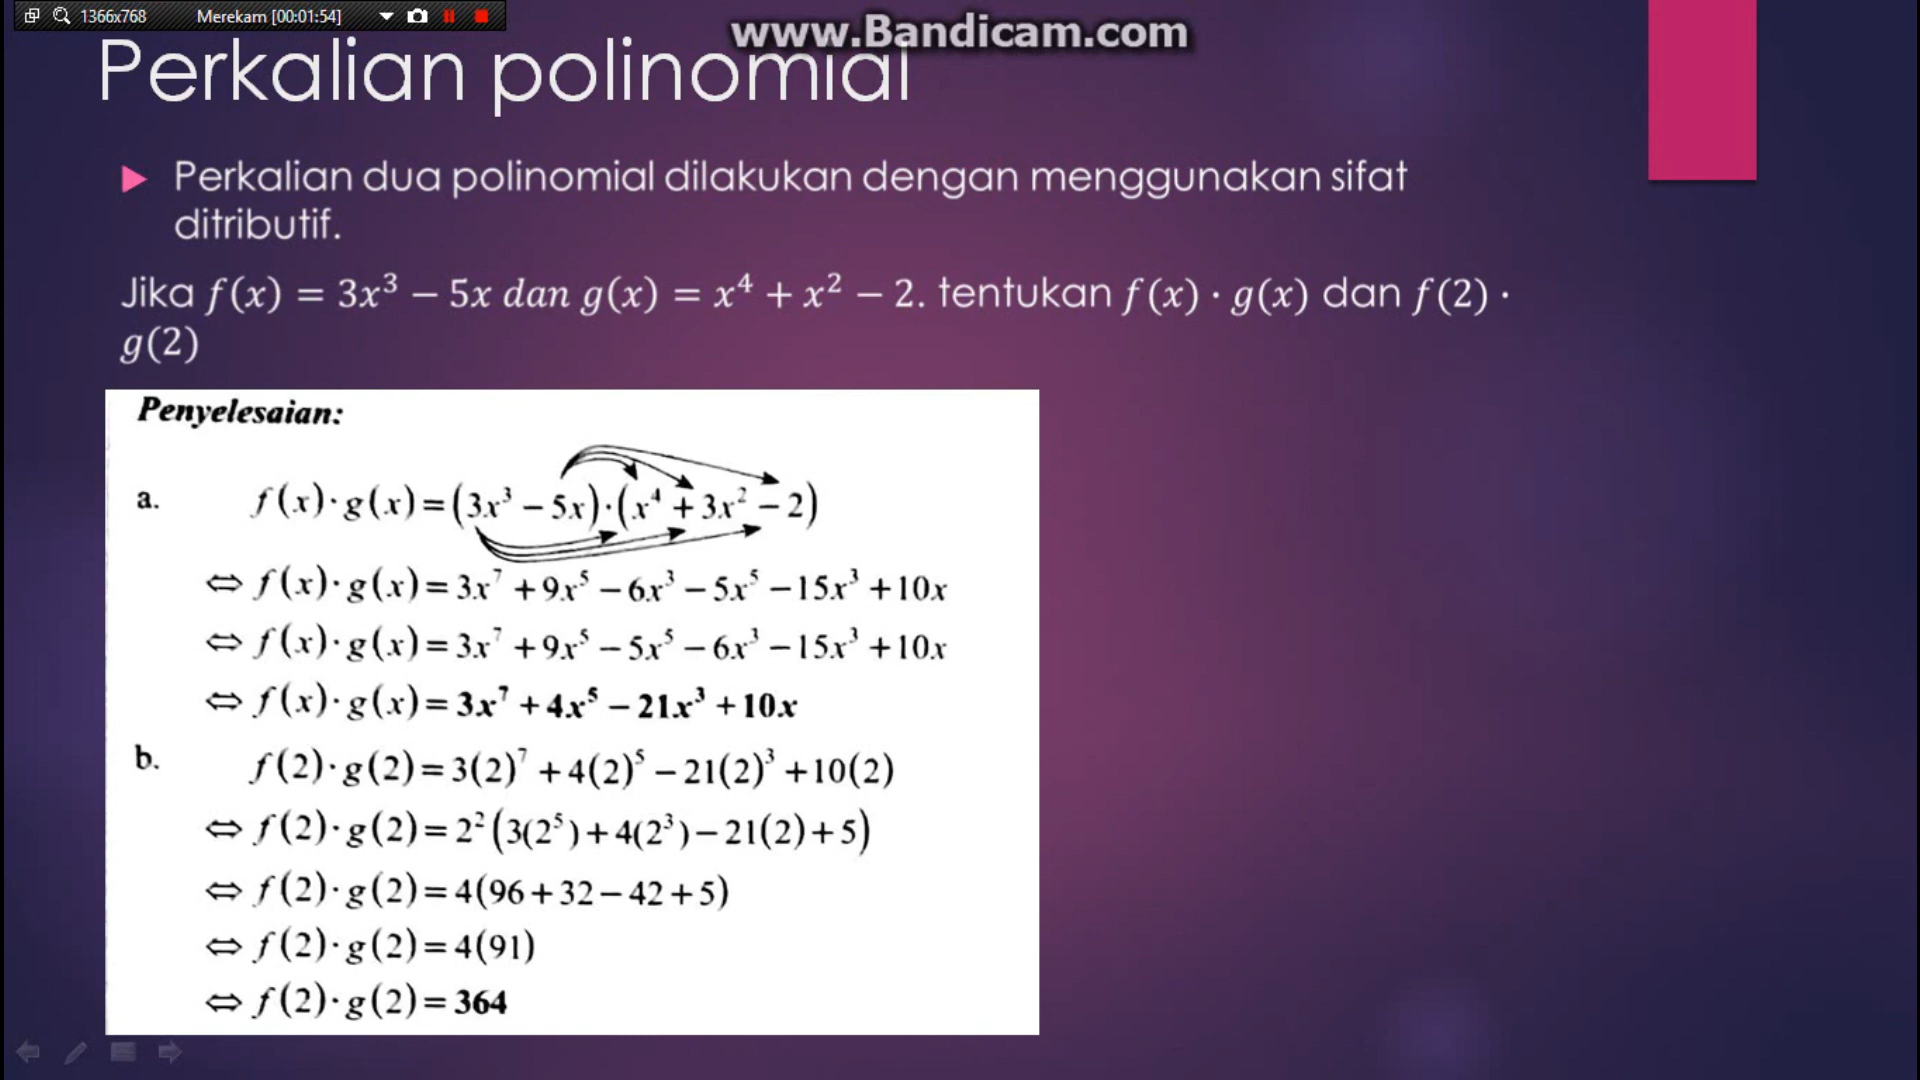 1366x768 Merekam [00:01:54]
www.Bandicam.com
Perkalian polinomial
Perkalian dua polinomial dilakukan dengan menggunakan sifat
ditributif.
Jika f(x) = 3x³ − 5x dan g(x) = x⁴ + x² − 2. tentukan f(x) · g(x) dan f(2) ·
g(2)
Penyelesaian:
a. f(x)·g(x)=(3x³ − 5x)·(x⁴ + 3x² − 2)
⇔ f(x)·g(x)=3x⁷ +9x⁵ −6x³ −5x⁵ −15x³ +10x
⇔ f(x)·g(x)=3x⁷ +9x⁵ −5x⁵ −6x³ −15x³ +10x
⇔ f(x)·g(x)=3x⁷ +4x⁵ −21x³ +10x
b. f(2)·g(2)=3(2)⁷ +4(2)⁵ −21(2)³ +10(2)
⇔ f(2)·g(2)=2²(3(2⁵)+4(2³)−21(2)+5)
⇔ f(2)·g(2)=4(96+32−42+5)
⇔ f(2)·g(2)=4(91)
⇔ f(2)·g(2)=364